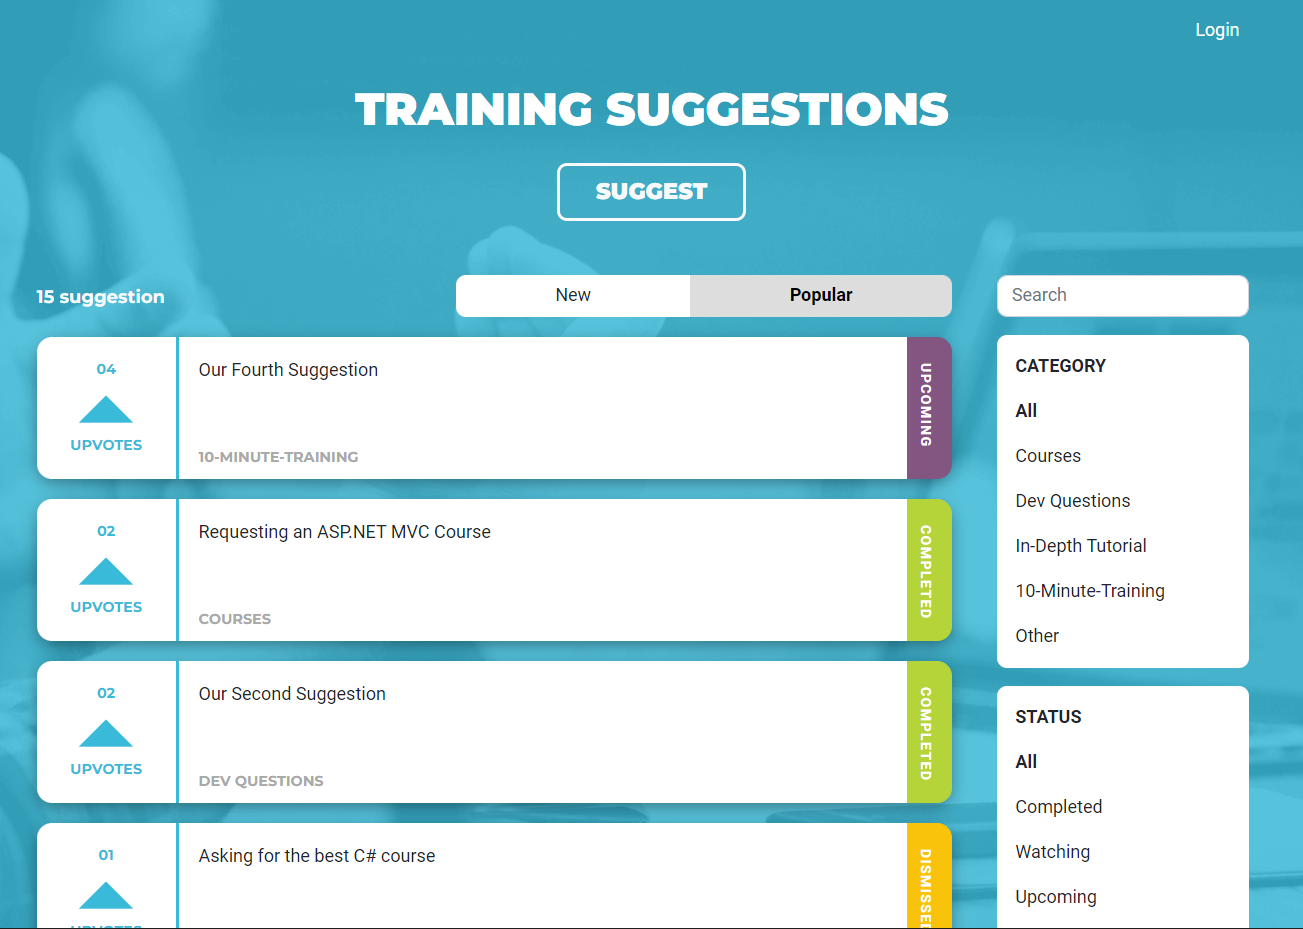 Login
TRAINING SUGGESTIONS
SUGGEST
15 suggestion
New
Popular
Search
04
UPVOTES
Our Fourth Suggestion
10-MINUTE-TRAINING
UPCOMING
02
UPVOTES
Requesting an ASP.NET MVC Course
COURSES
COMPLETED
02
UPVOTES
Our Second Suggestion
DEV QUESTIONS
COMPLETED
01
UPVOTES
Asking for the best C# course
DISMISSED
CATEGORY
All
Courses
Dev Questions
In-Depth Tutorial
10-Minute-Training
Other
STATUS
All
Completed
Watching
Upcoming